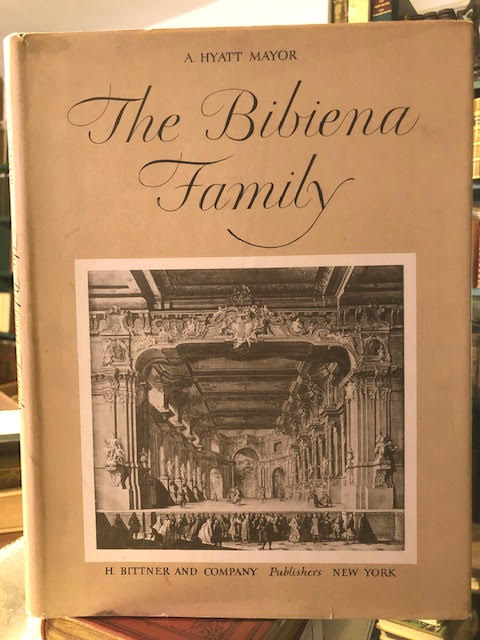 A. HYATT MAYOR
The Bibiena
Family
H. BITTNER AND COMPANY Publishers NEW YORK